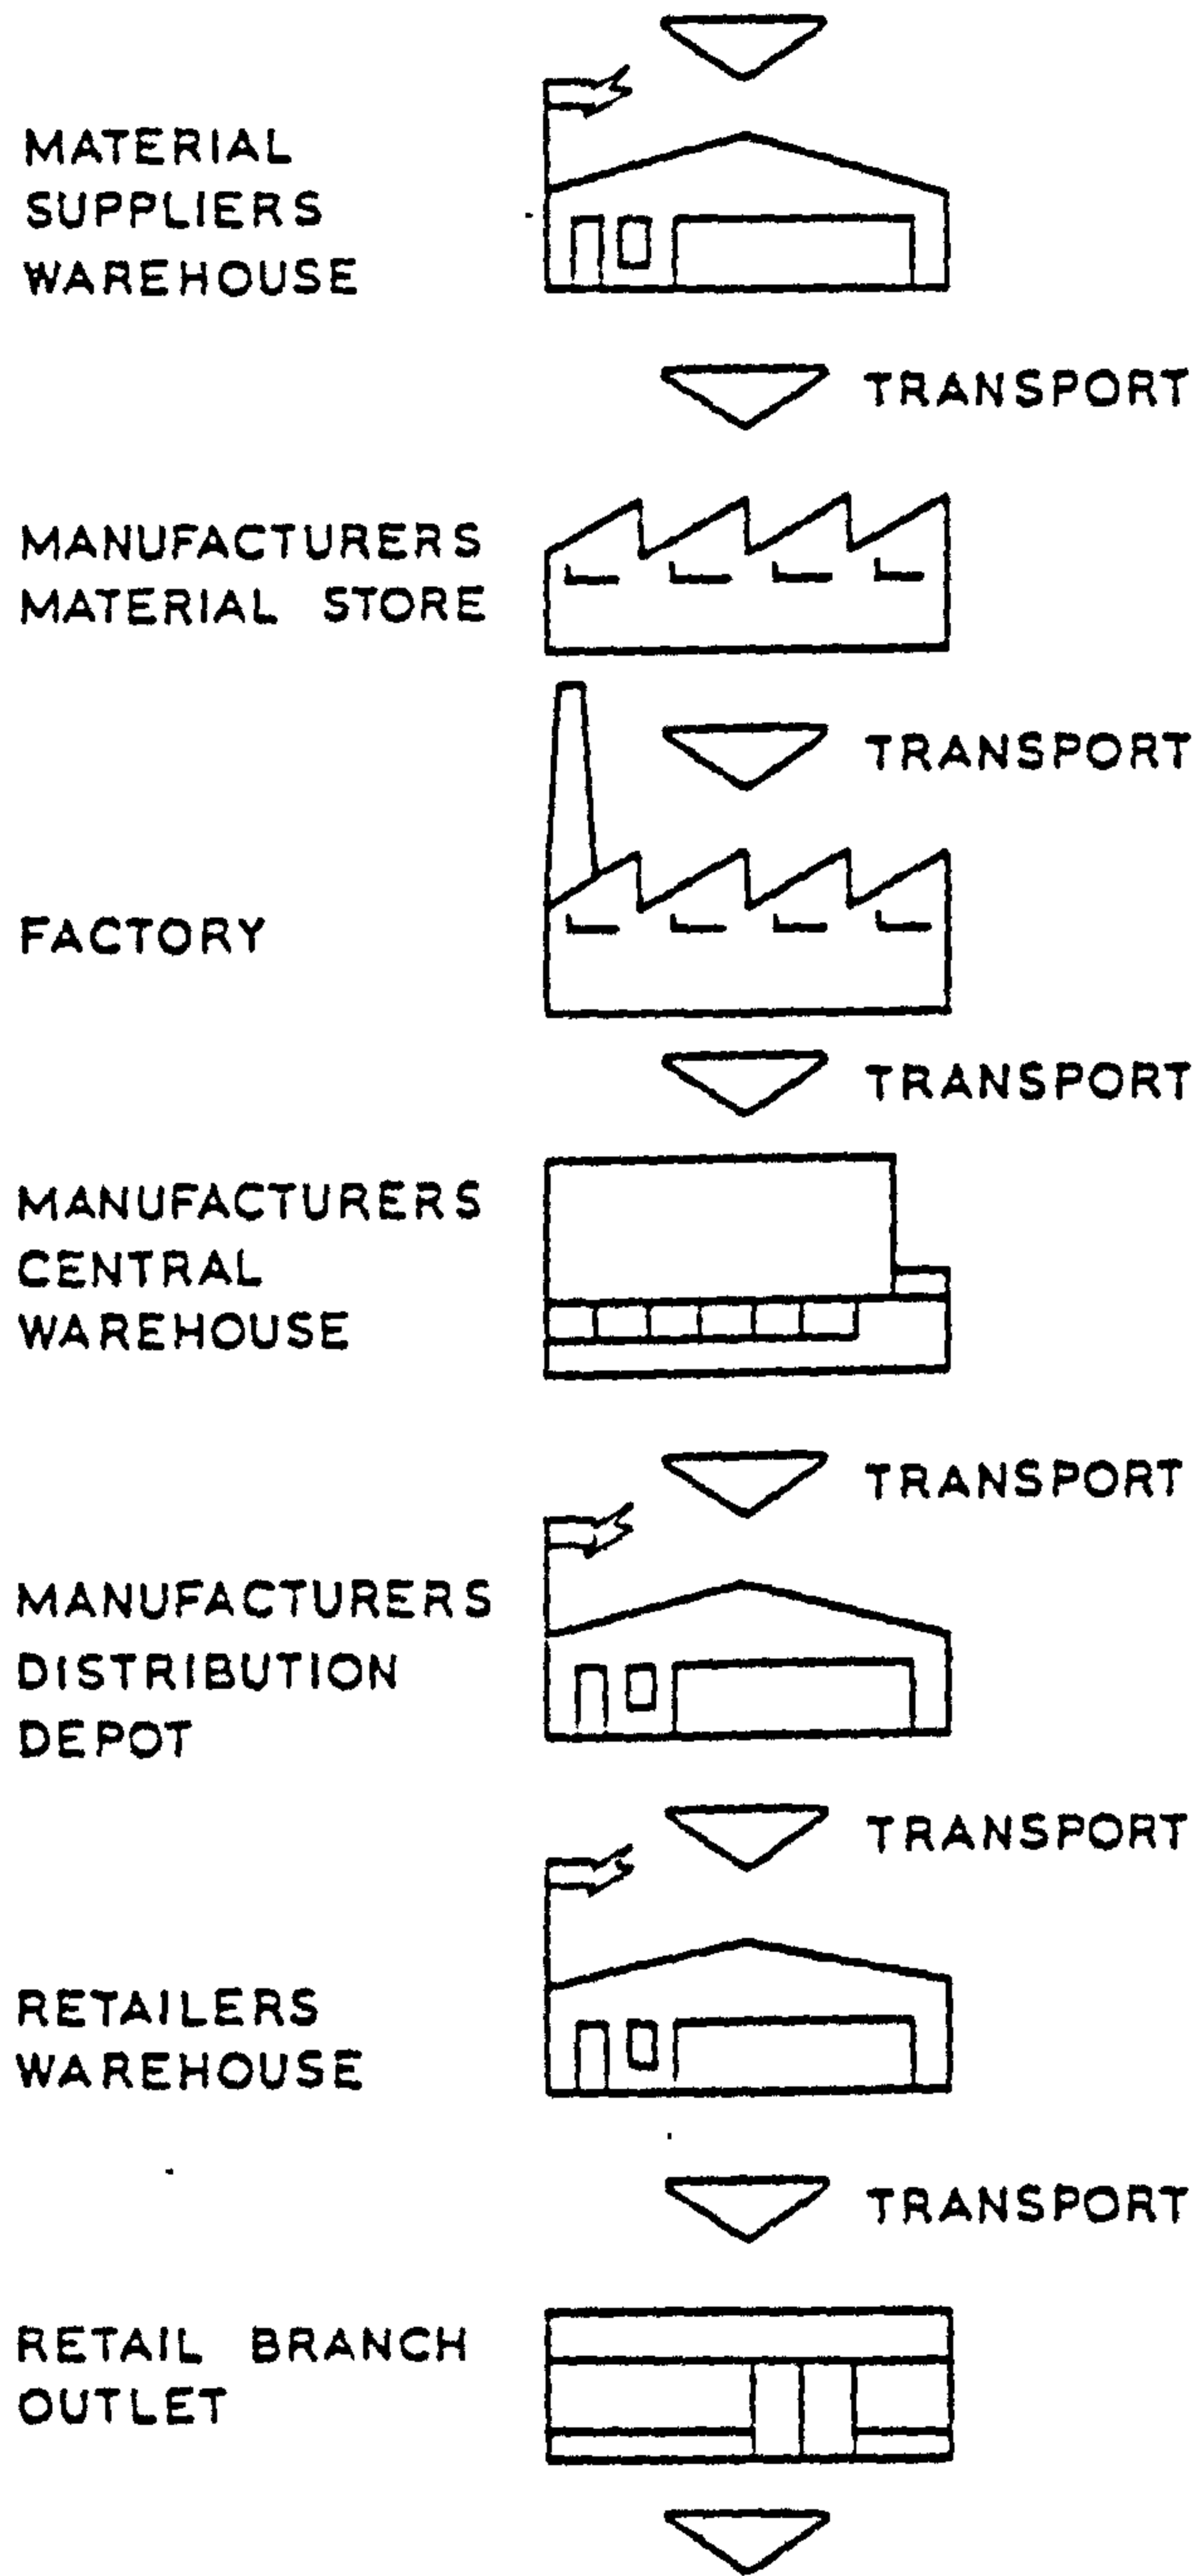 MATERIAL
SUPPLIERS
WAREHOUSE
TRANSPORT
MANUFACTURERS
MATERIAL STORE
TRANSPORT
FACTORY
TRANSPORT
MANUFACTURERS
CENTRAL
WAREHOUSE
TRANSPORT
MANUFACTURERS
DISTRIBUTION
DEPOT
TRANSPORT
RETAILERS
WAREHOUSE
TRANSPORT
RETAIL BRANCH
OUTLET